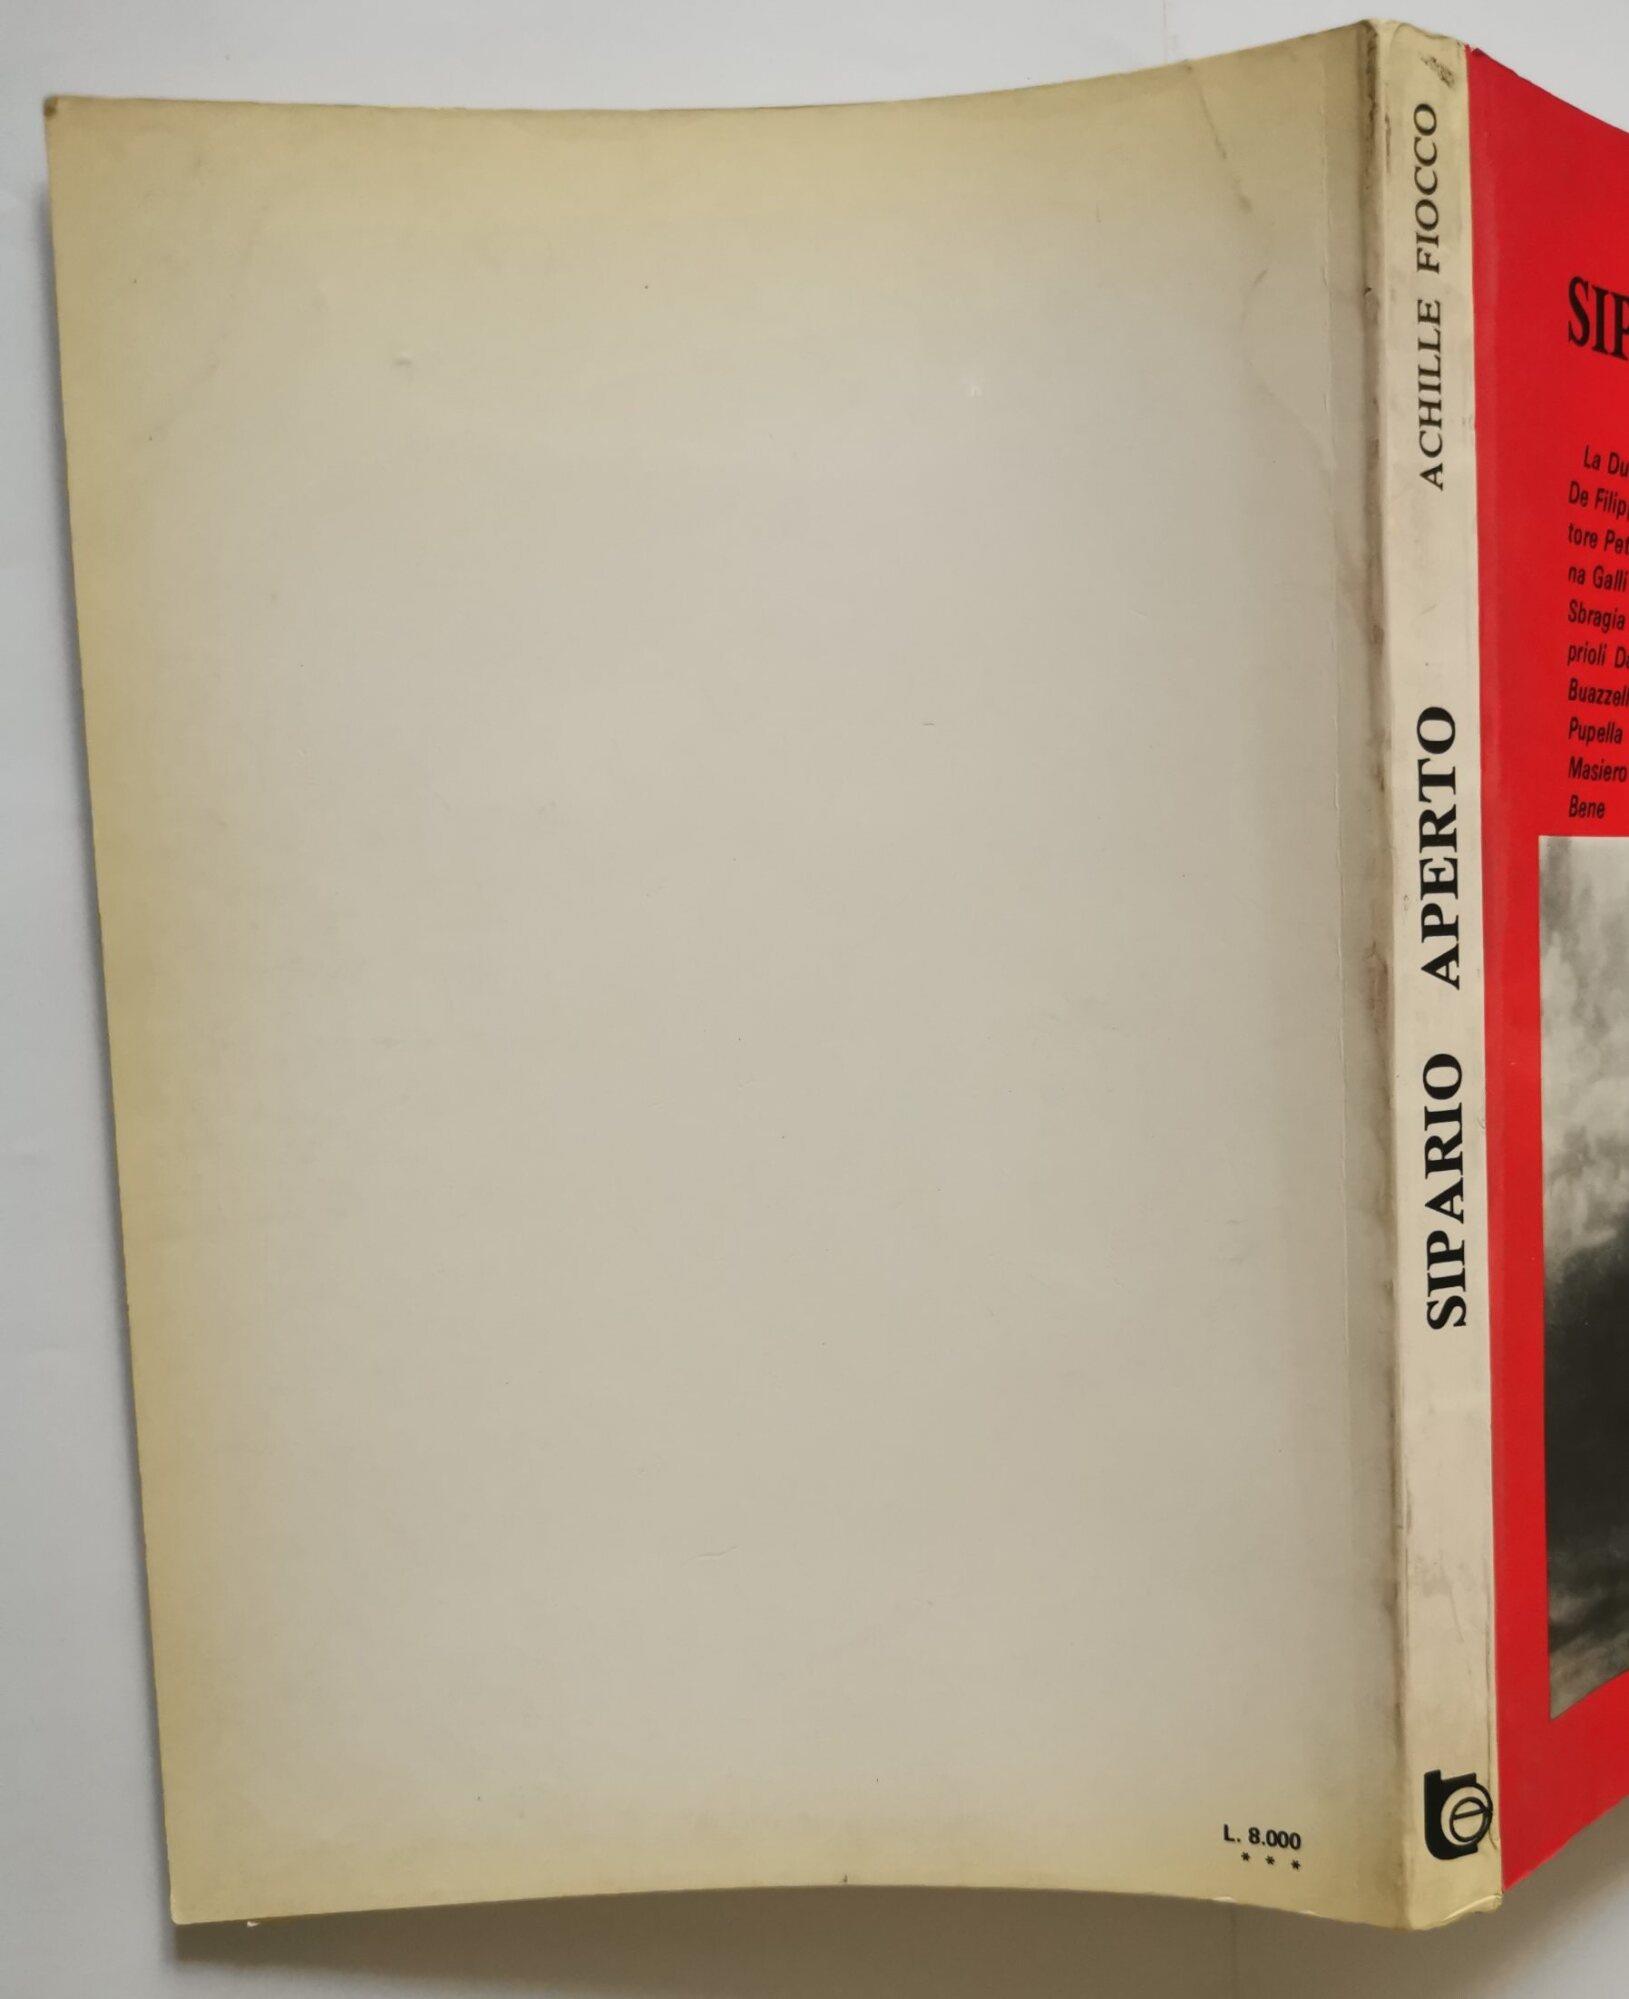 L. 8.000
* * *
ACHILLE FIOCCO
SIPARIO APERTO
SIP
La Du
De Filip
tore Pet
na Galli
Sbragia
prioli De
Buazzell
Pupella
Masiero
Bene